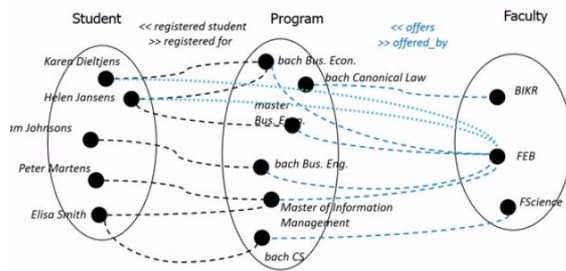 Student
Program
Faculty
<< registered student
>> registered for
<< offers
>> offered_by
Karen Dieltjens
Helen Jansens
am Johnsons
Peter Martens
Elisa Smith
bach Bus. Econ.
bach Canonical Law
master
Bus. Econ.
bach Bus. Eng.
Master of Information
Management
bach CS
BIKR
FEB
FScience